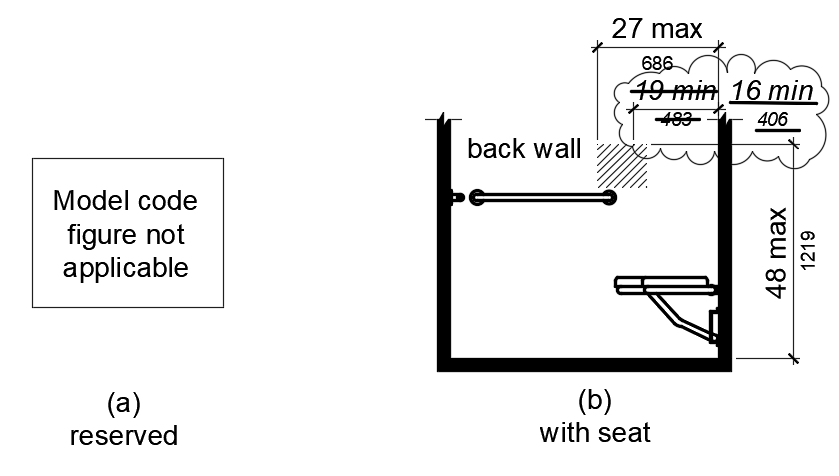 27 max
686
19 min 16 min
483 406
back wall
Model code
figure not
applicable
48 max
1219
(a)
reserved
(b)
with seat